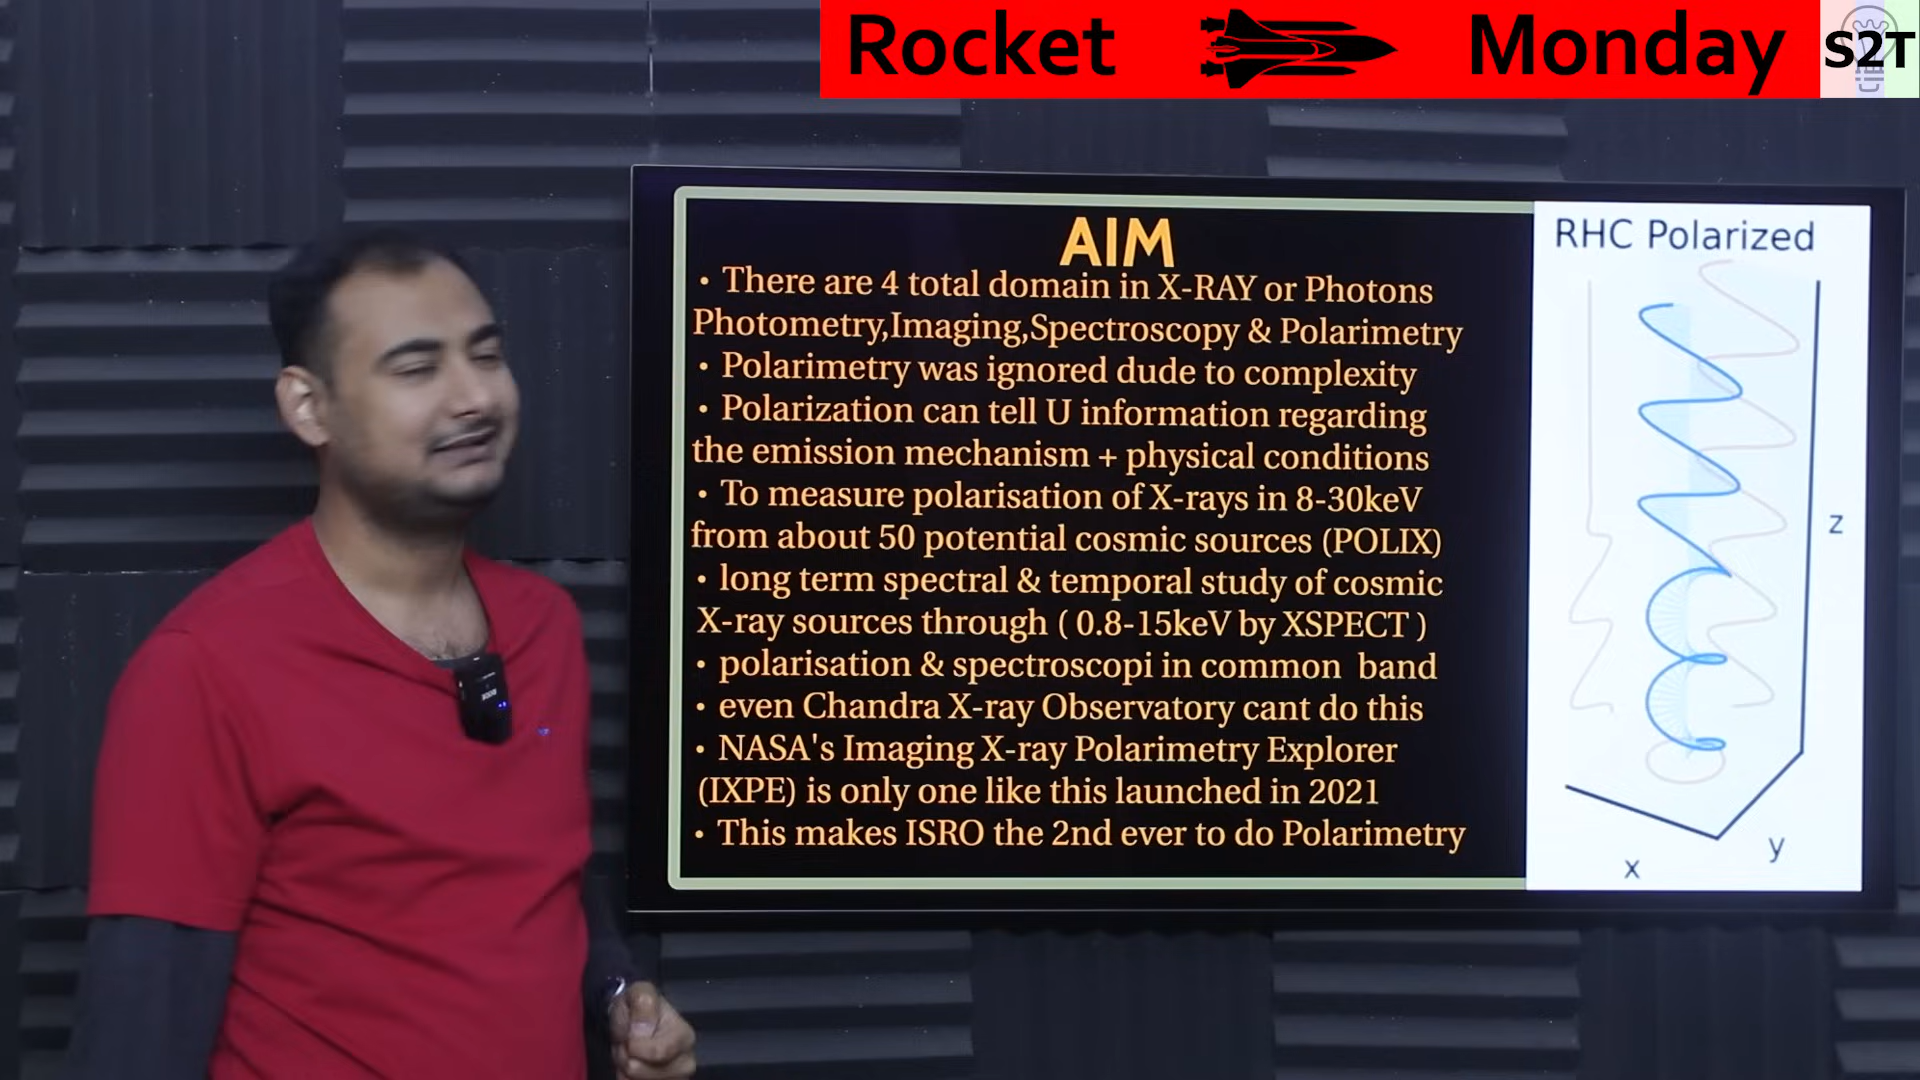 Rocket Monday S2T
AIM
• There are 4 total domain in X-RAY or Photons
Photometry,Imaging,Spectroscopy & Polarimetry
• Polarimetry was ignored dude to complexity
• Polarization can tell U information regarding
the emission mechanism + physical conditions
• To measure polarisation of X-rays in 8-30keV
from about 50 potential cosmic sources (POLIX)
• long term spectral & temporal study of cosmic
X-ray sources through ( 0.8-15keV by XSPECT )
• polarisation & spectroscopi in common band
• even Chandra X-ray Observatory cant do this
• NASA's Imaging X-ray Polarimetry Explorer
(IXPE) is only one like this launched in 2021
• This makes ISRO the 2nd ever to do Polarimetry
RHC Polarized
z
y
x